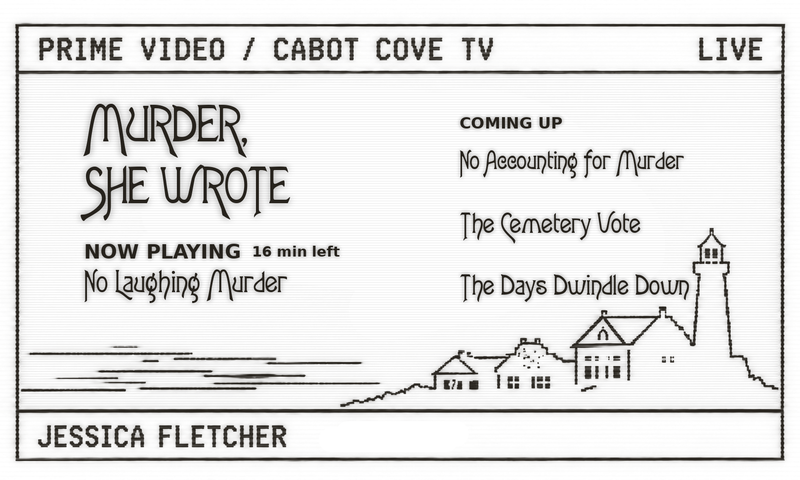 PRIME VIDEO / CABOT COVE TV LIVE
MURDER,
SHE WROTE
NOW PLAYING 16 min left
No Laughing Murder
COMING UP
No Accounting for Murder
The Cemetery Vote
The Days Dwindle Down
JESSICA FLETCHER